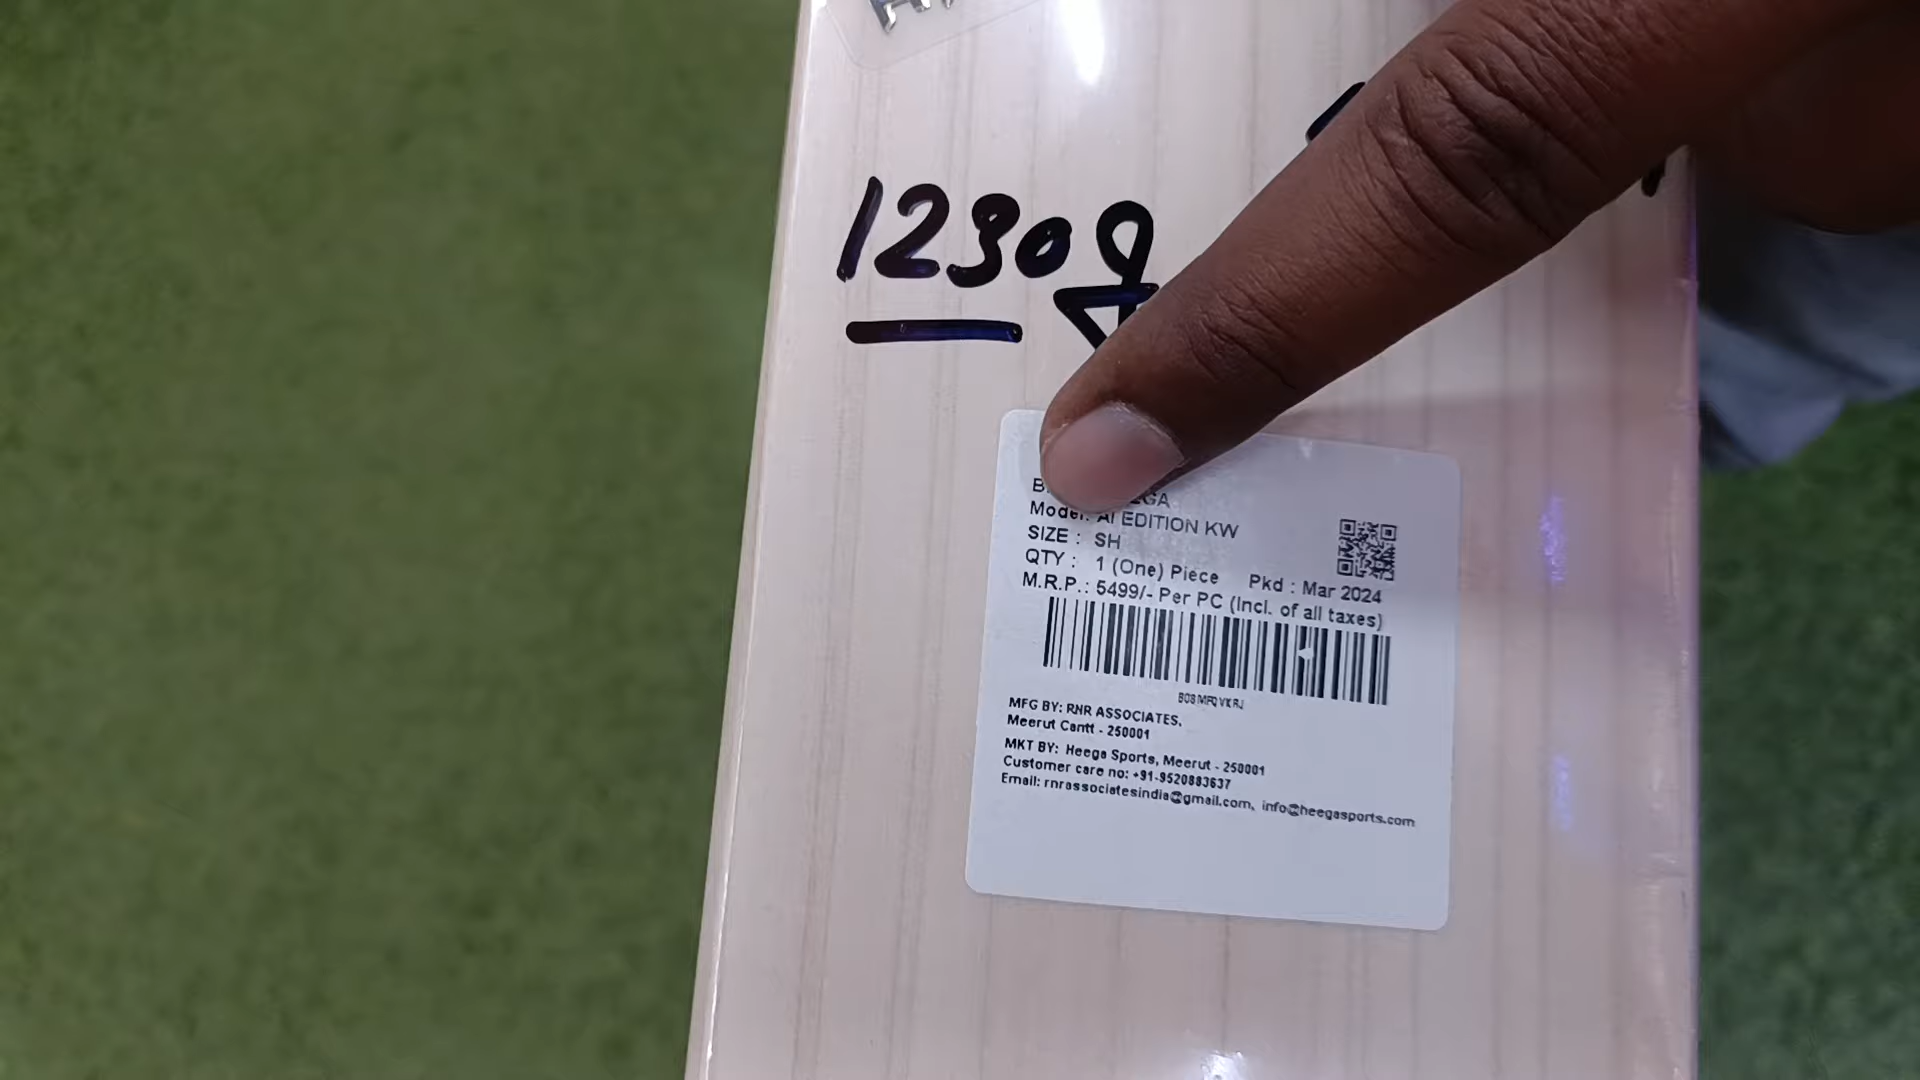 1230g
EGA
Model: AI EDITION KW
SIZE : SH
QTY : 1 (One) Piece Pkd : Mar 2024
M.R.P.: 5499/- Per PC (Incl. of all taxes)
MFG BY: RNR ASSOCIATES,
Meerut Cantt - 250001
MKT BY: Heega Sports, Meerut - 250001
Customer care no: +91-9520883637
Email: rnrassociatesindia@gmail.com, info@heegasports.com